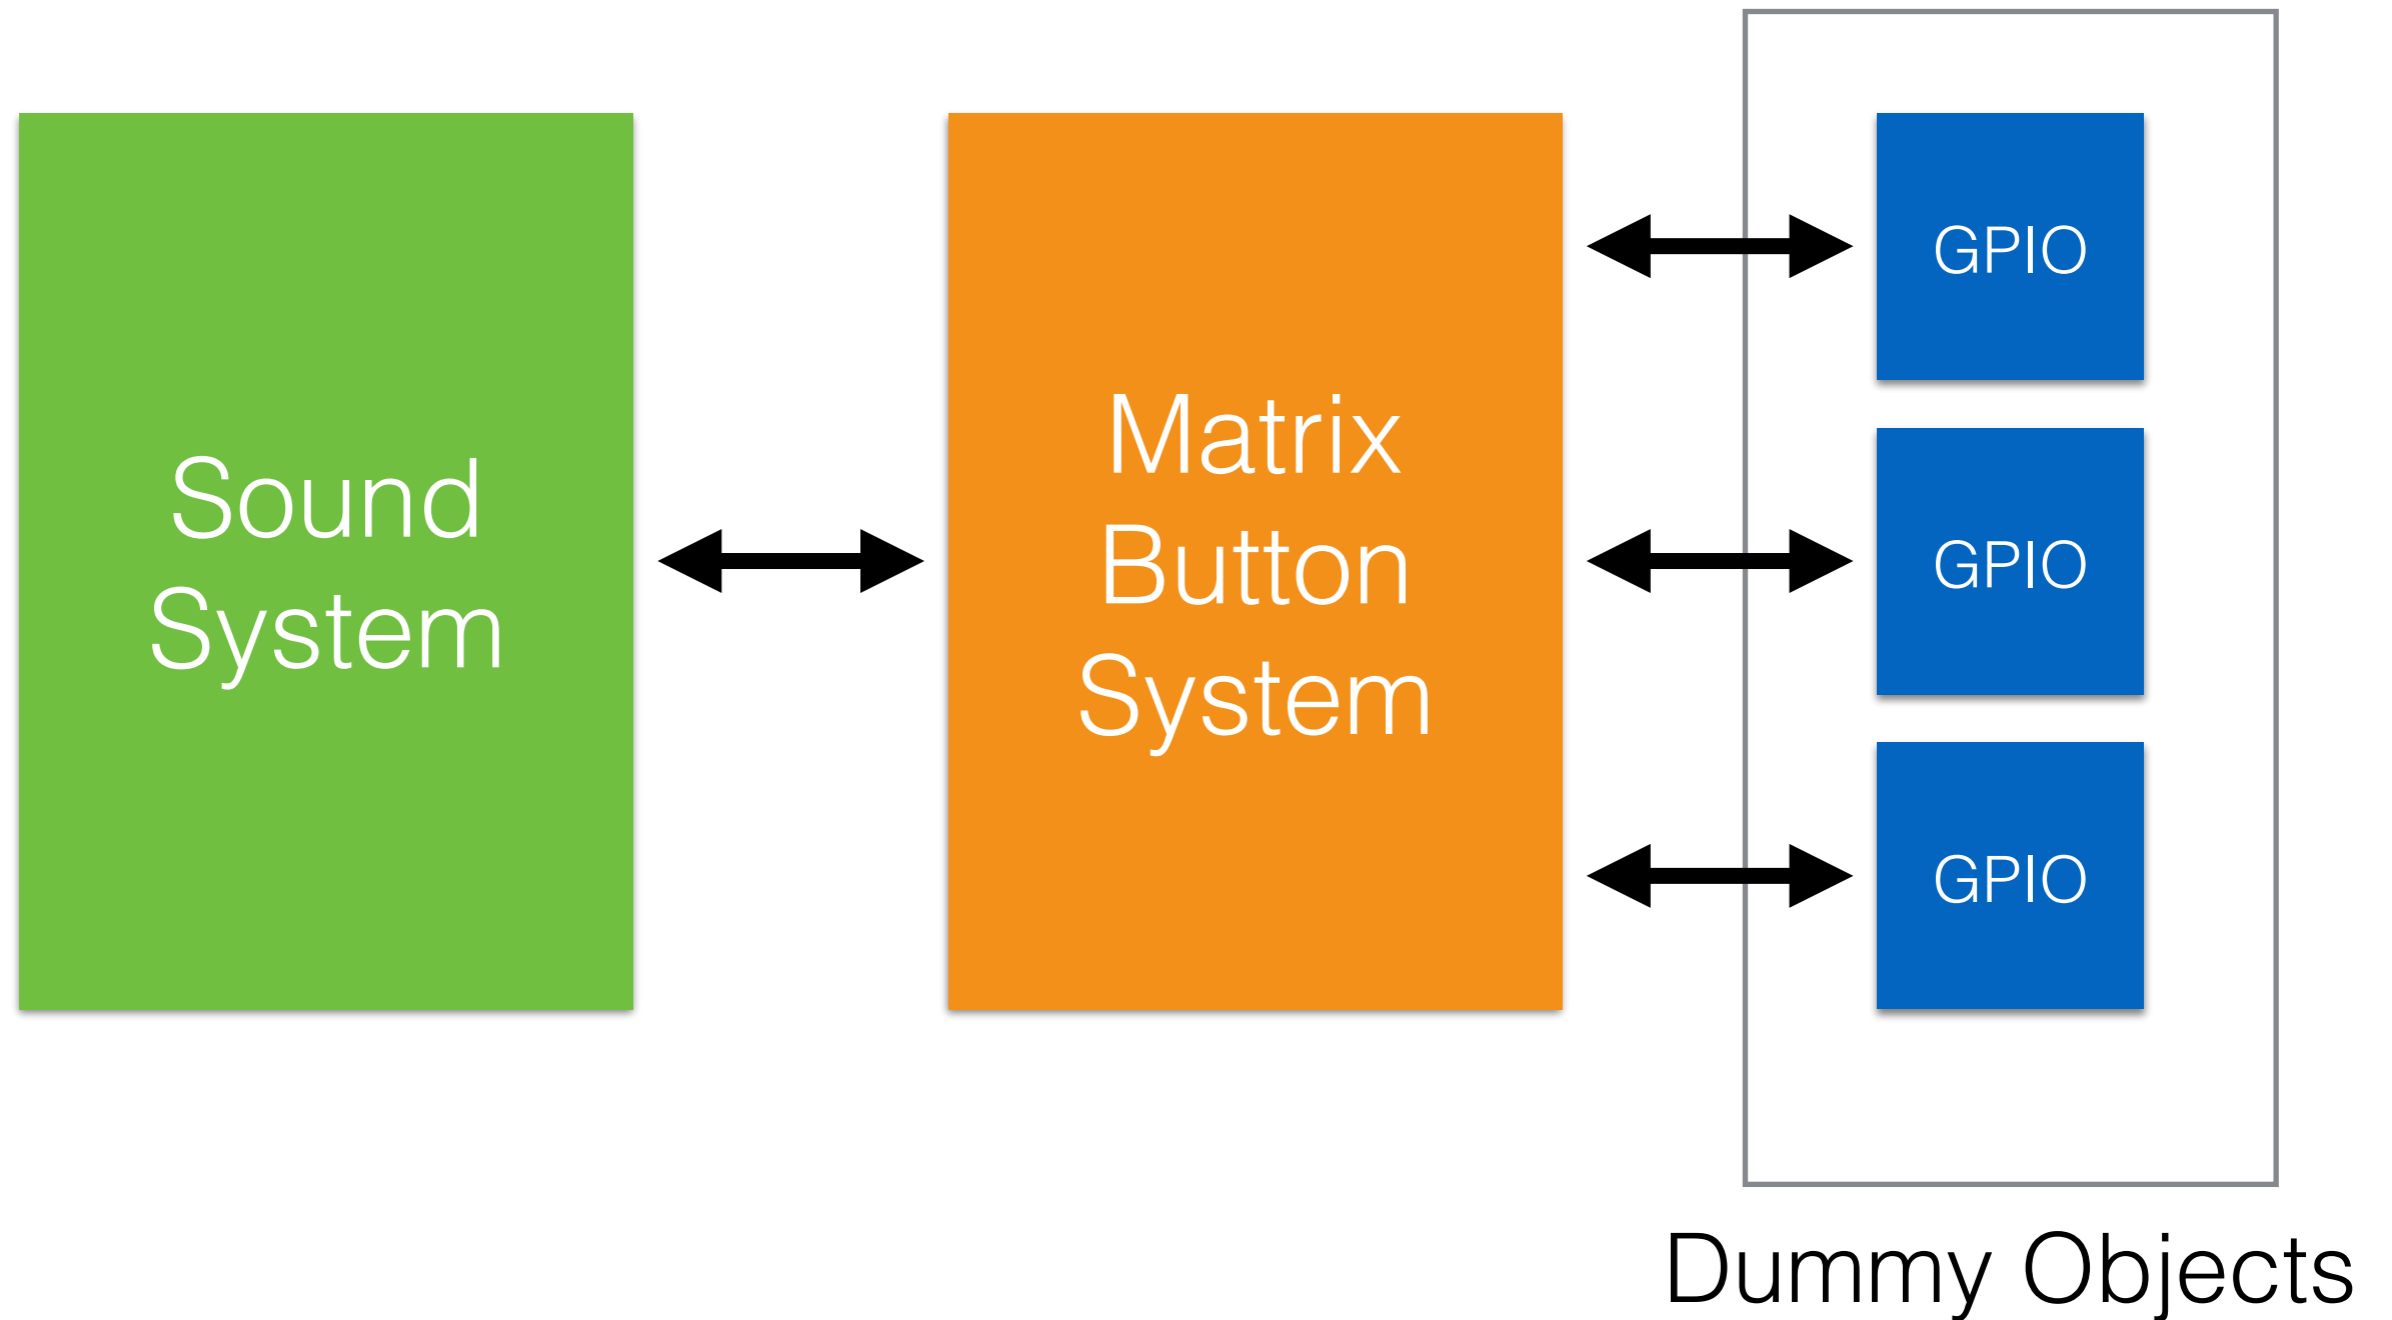 Sound
System
Matrix
Button
System
GPIO
GPIO
GPIO
Dummy Objects